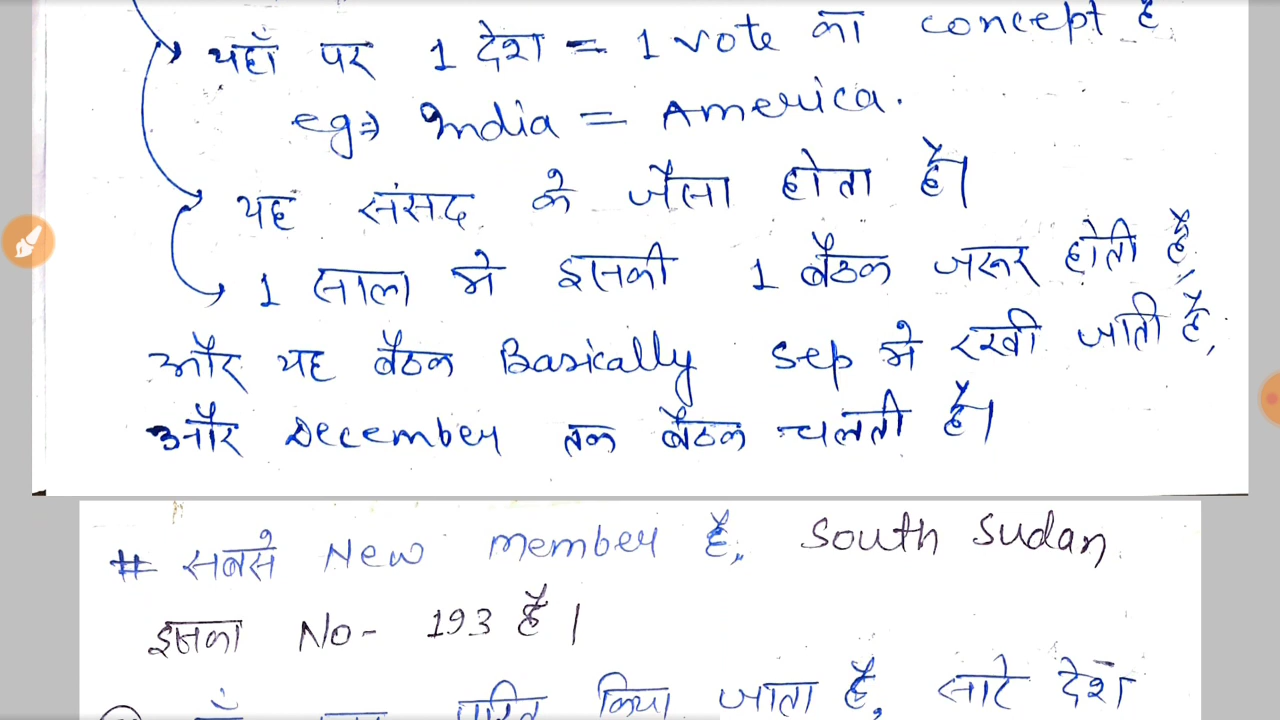 यहाँ पर 1 देश = 1 vote का concept है
eg⇒ India = America.
यह संसद के जैसा होता है।
1 साल मे इसकी 1 बैठक जरूर होती है,
और यह बैठक Basically Sep मे रखी जाती है,
और December तक बैठक चलती है।
# सबसे New member है, South Sudan
इसका No- 193 है।
किया जाता है, सारे देश